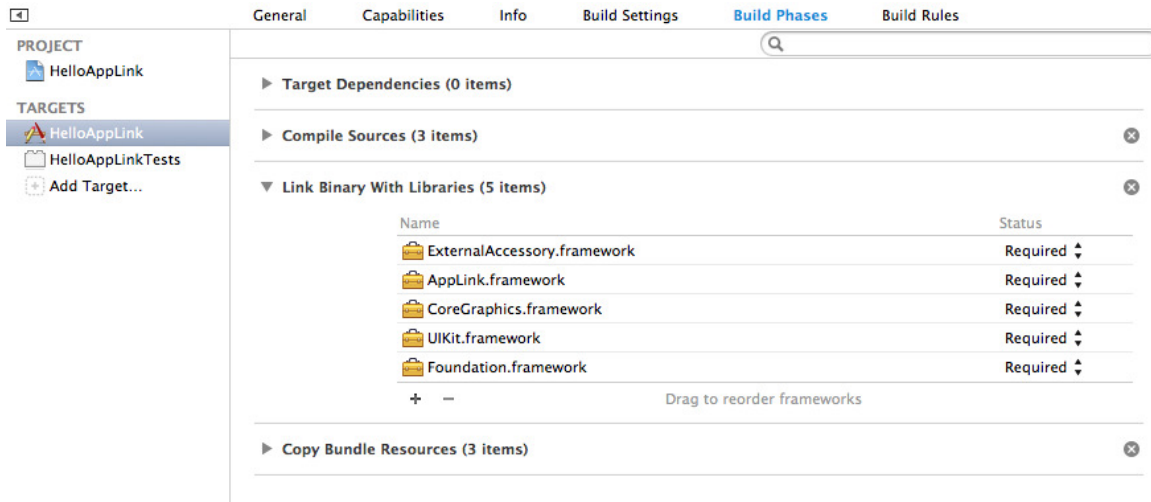 General Capabilities Info Build Settings Build Phases Build Rules
PROJECT
HelloAppLink
TARGETS
HelloAppLink
HelloAppLinkTests
Add Target...
Target Dependencies (0 items)
Compile Sources (3 items)
Link Binary With Libraries (5 items)
Name Status
ExternalAccessory.framework Required
AppLink.framework Required
CoreGraphics.framework Required
UIKit.framework Required
Foundation.framework Required
+ − Drag to reorder frameworks
Copy Bundle Resources (3 items)